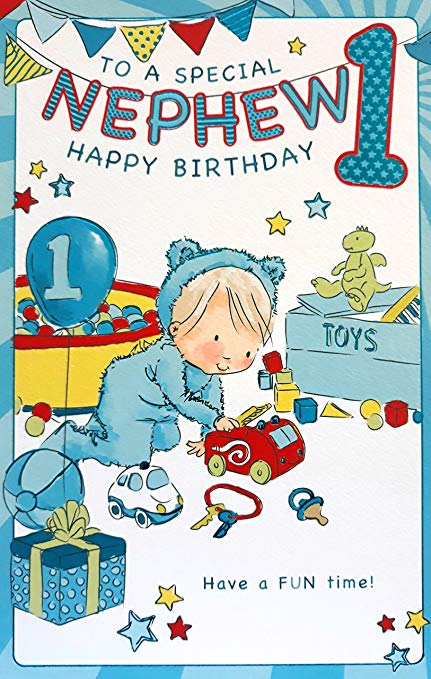 TO A SPECIAL
NEPHEW
1
HAPPY BIRTHDAY
1
TOYS
Have a FUN time!